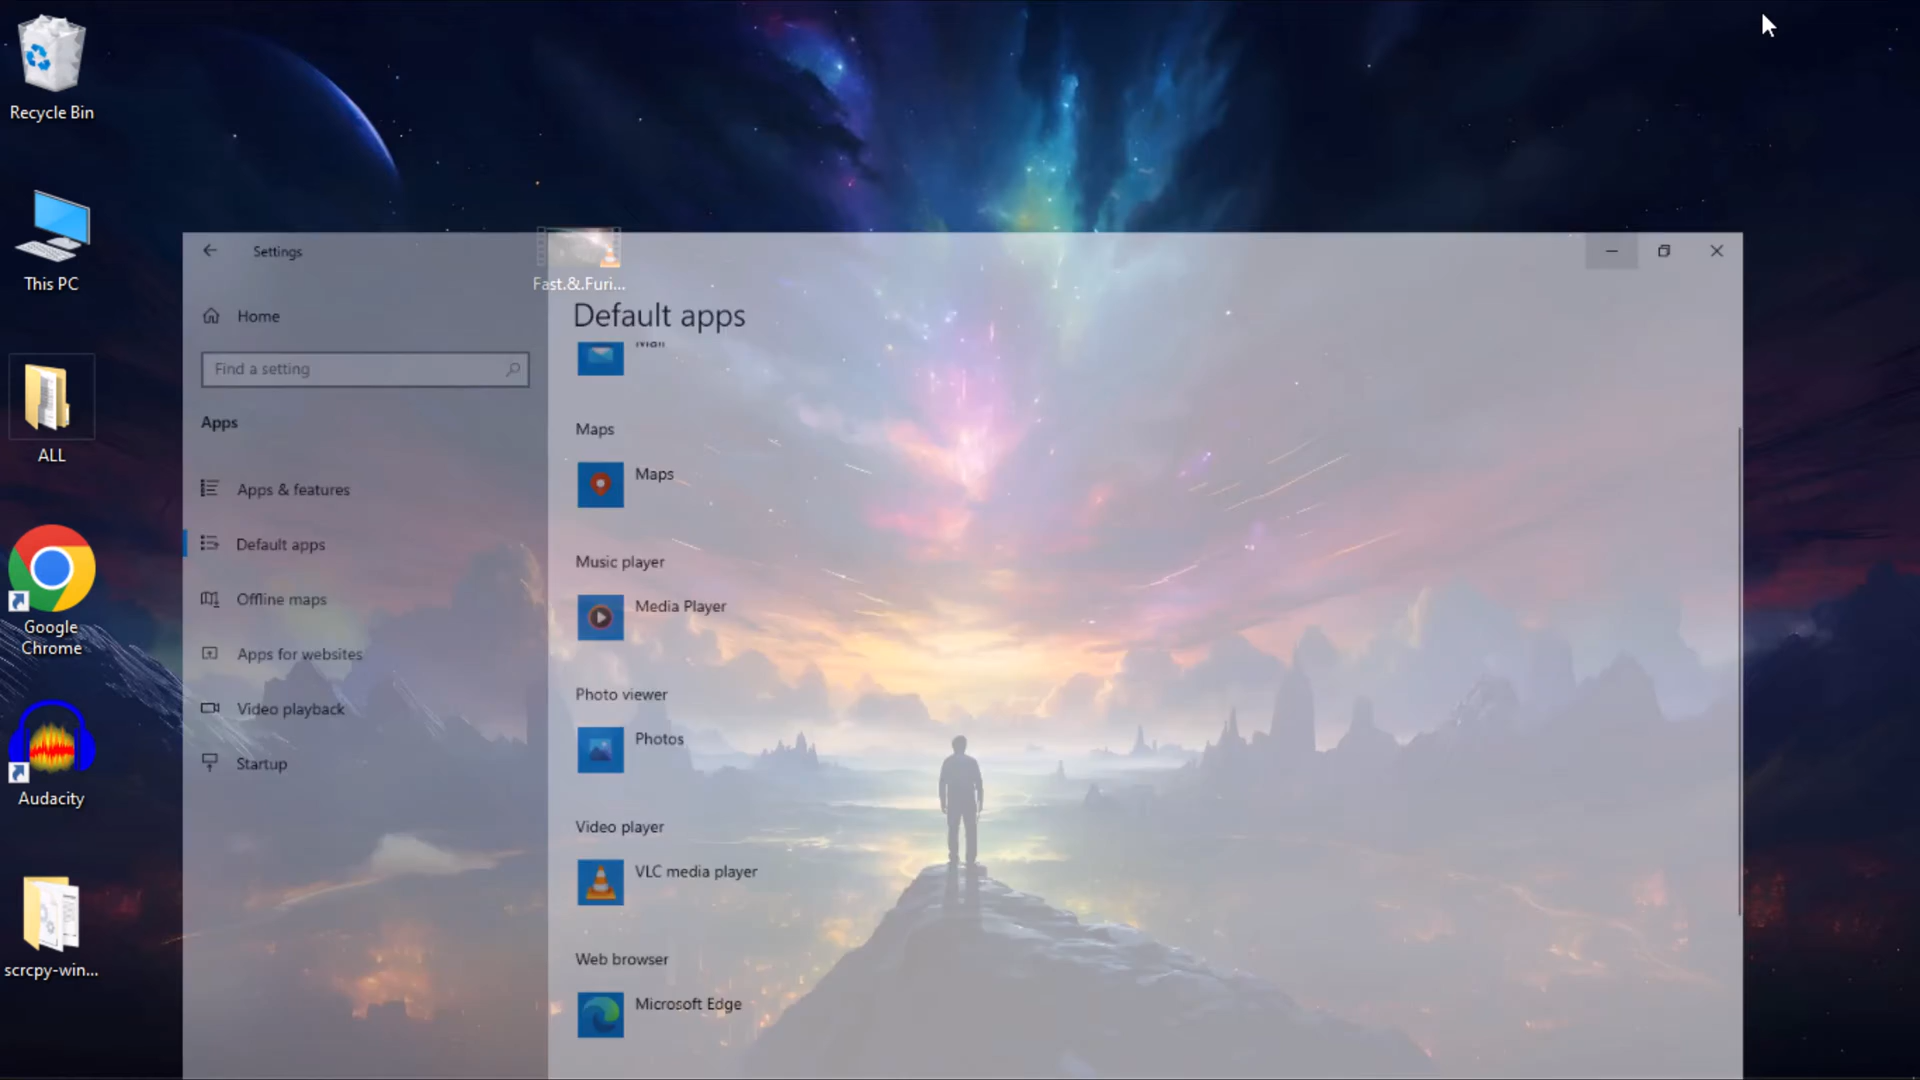 Recycle Bin
This PC
ALL
Google
Chrome
Audacity
scrcpy-win...
Fast.&.Furi...
Settings
Home
Find a setting
Apps
Apps & features
Default apps
Offline maps
Apps for websites
Video playback
Startup
Default apps
Mail
Maps
Maps
Music player
Media Player
Photo viewer
Photos
Video player
VLC media player
Web browser
Microsoft Edge